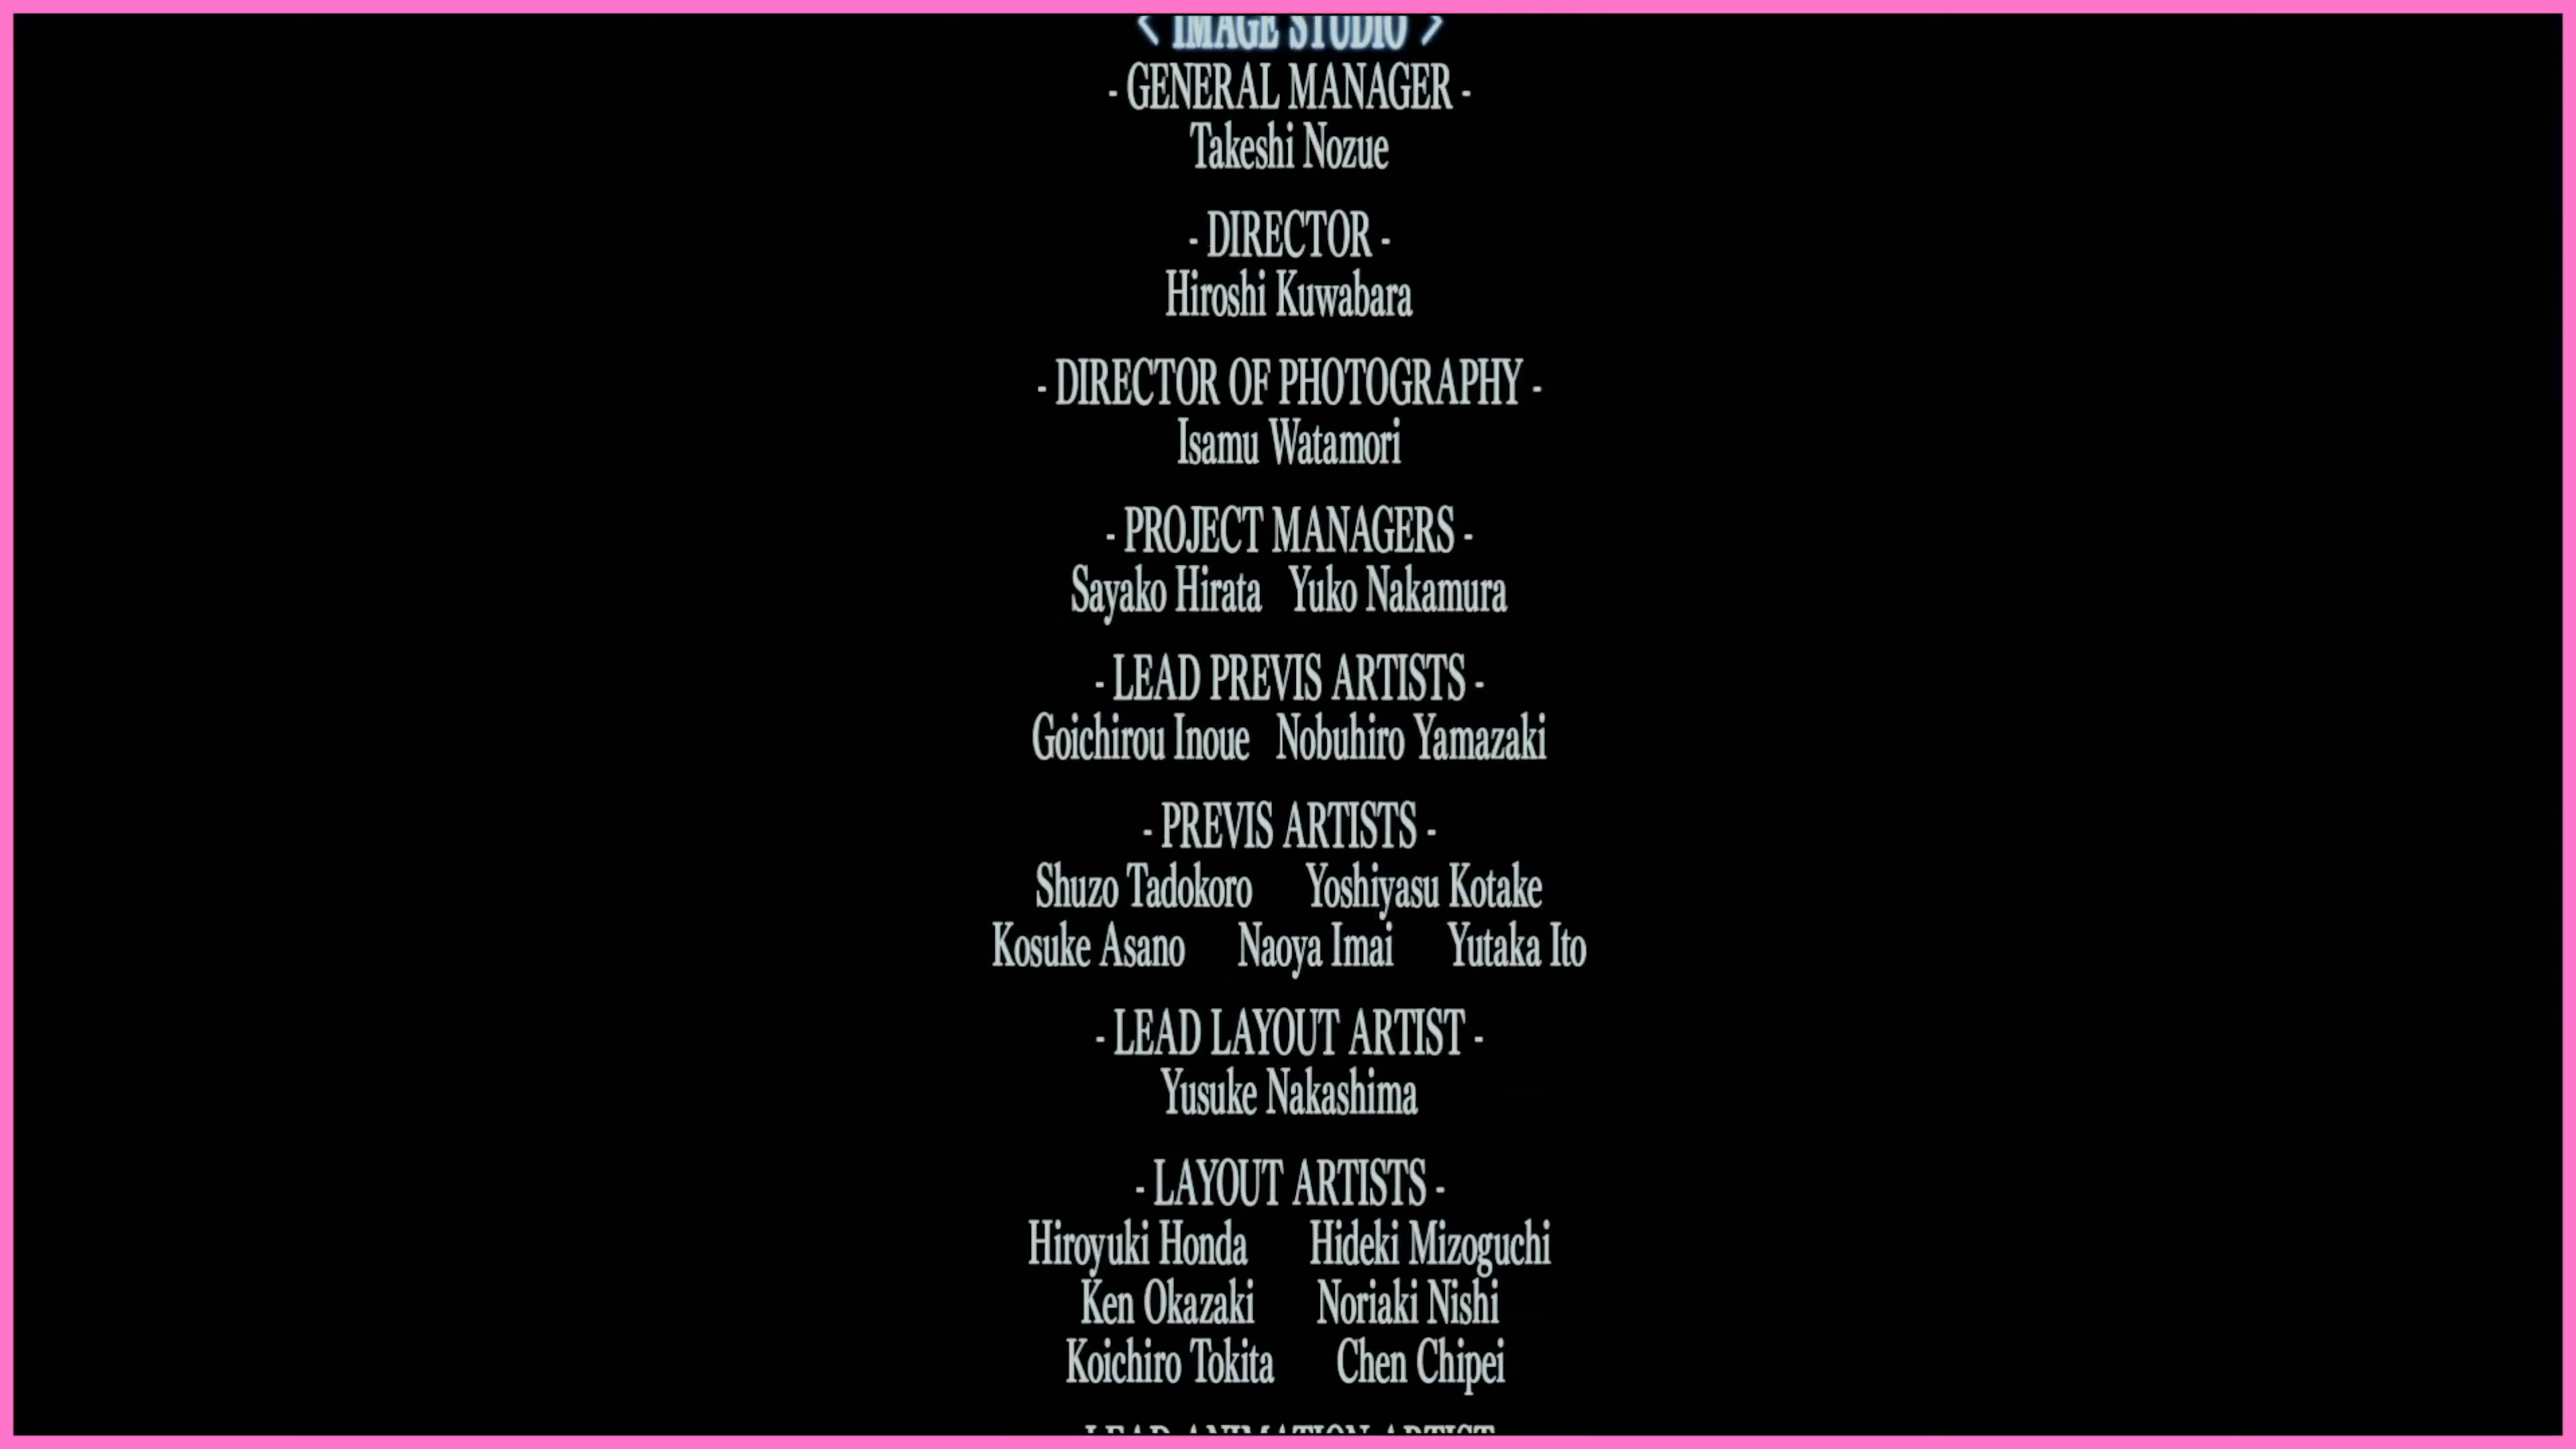 < IMAGE STUDIO >
- GENERAL MANAGER -
Takeshi Nozue
- DIRECTOR -
Hiroshi Kuwabara
- DIRECTOR OF PHOTOGRAPHY -
Isamu Watamori
- PROJECT MANAGERS -
Sayako Hirata Yuko Nakamura
- LEAD PREVIS ARTISTS -
Goichirou Inoue Nobuhiro Yamazaki
- PREVIS ARTISTS -
Shuzo Tadokoro Yoshiyasu Kotake
Kosuke Asano Naoya Imai Yutaka Ito
- LEAD LAYOUT ARTIST -
Yusuke Nakashima
- LAYOUT ARTISTS -
Hiroyuki Honda Hideki Mizoguchi
Ken Okazaki Noriaki Nishi
Koichiro Tokita Chen Chipei
LEAD ANIMATION ARTIST